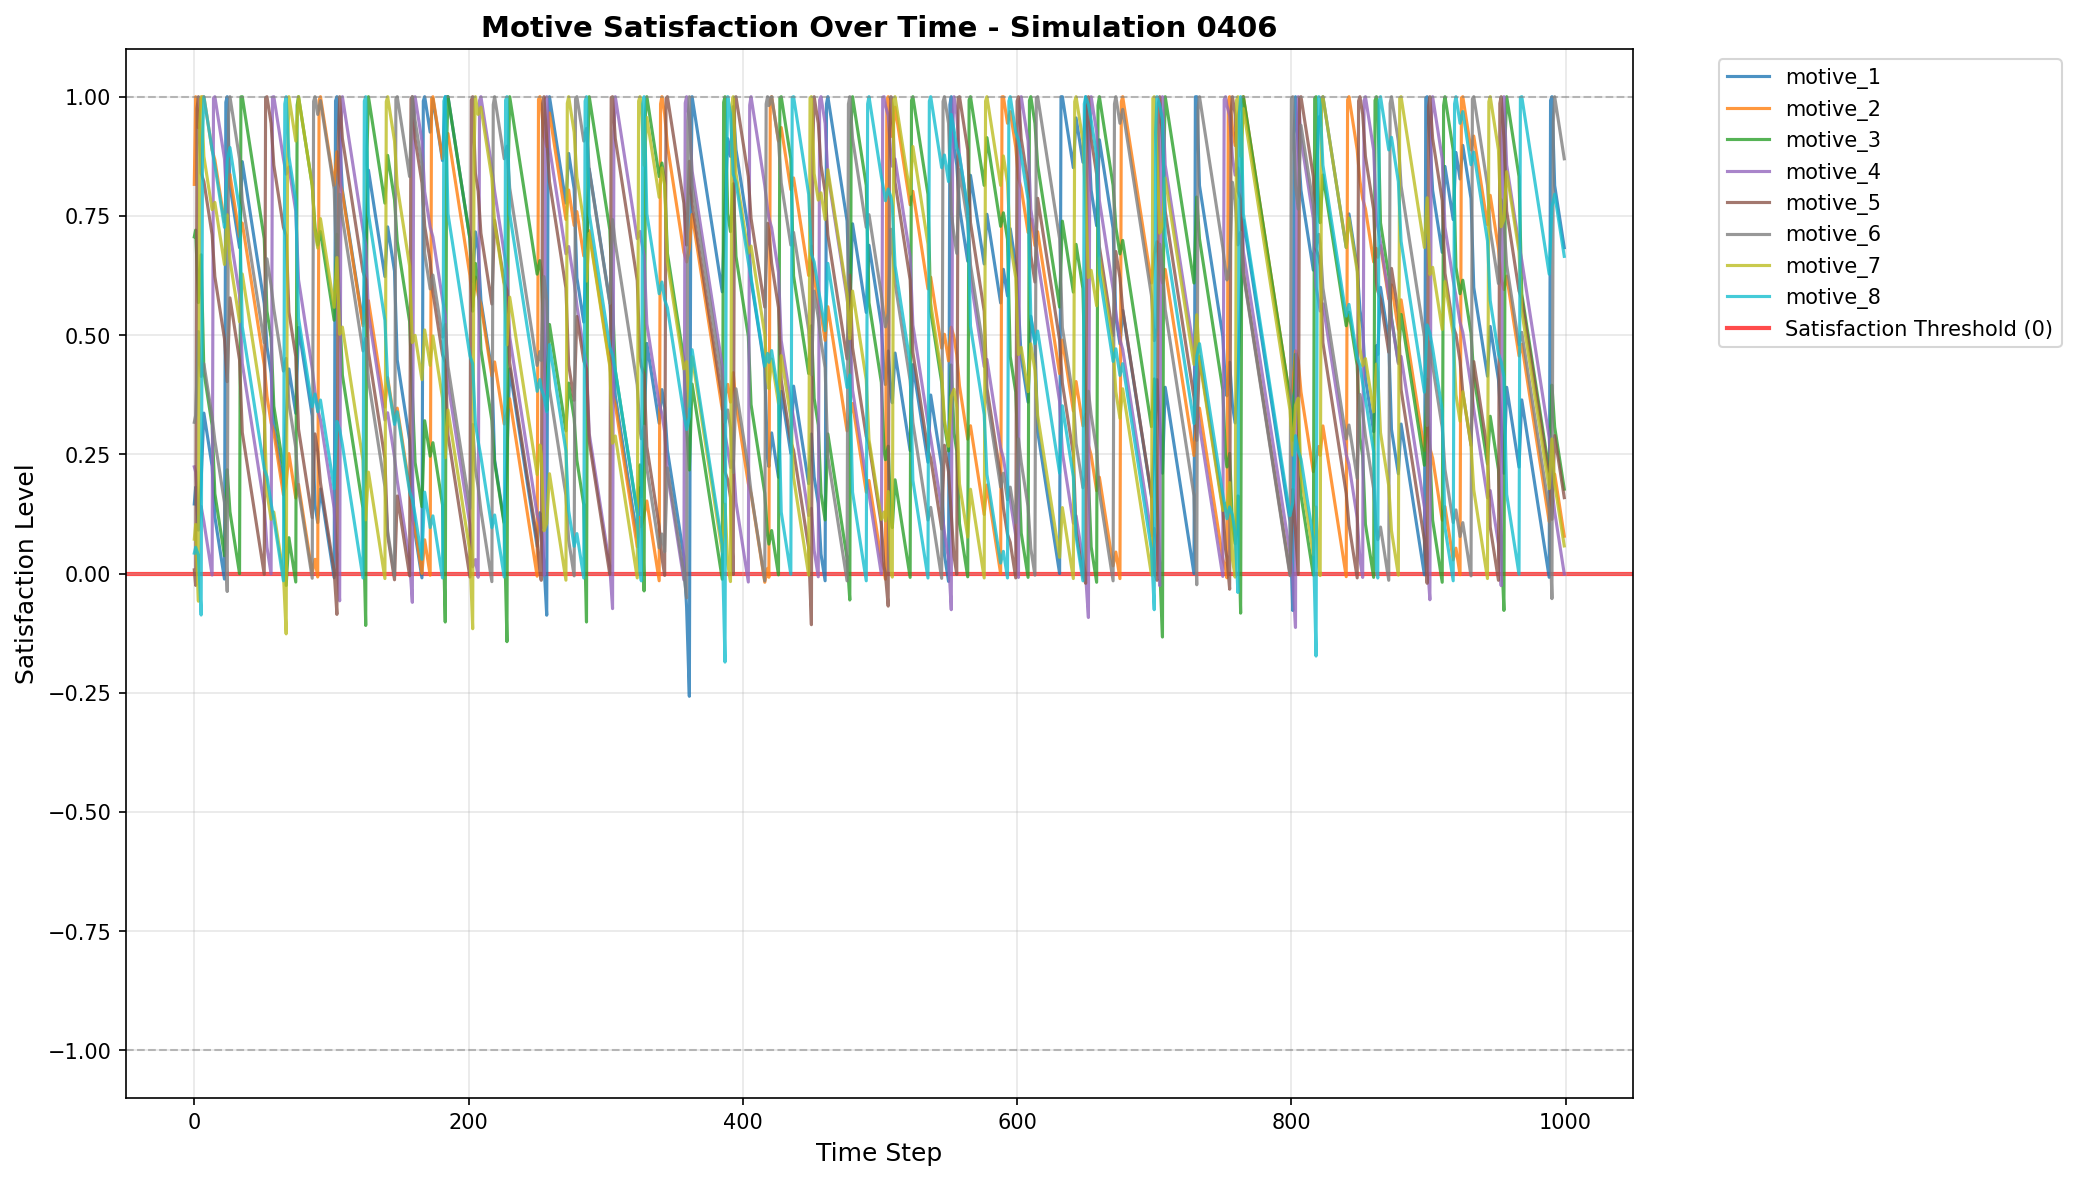 Motive Satisfaction Over Time - Simulation 0406
motive_1
motive_2
motive_3
motive_4
motive_5
motive_6
motive_7
motive_8
Satisfaction Threshold (0)
Satisfaction Level
1.00
0.75
0.50
0.25
0.00
−0.25
−0.50
−0.75
−1.00
0 200 400 600 800 1000
Time Step